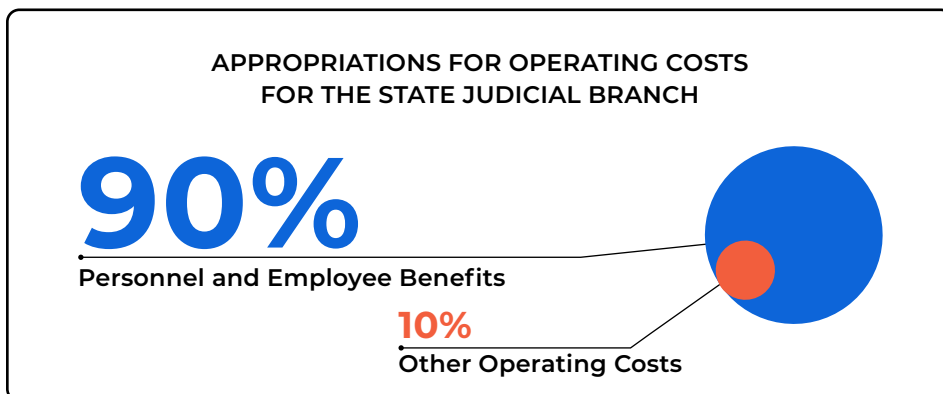 APPROPRIATIONS FOR OPERATING COSTS
FOR THE STATE JUDICIAL BRANCH
90%
Personnel and Employee Benefits
10%
Other Operating Costs